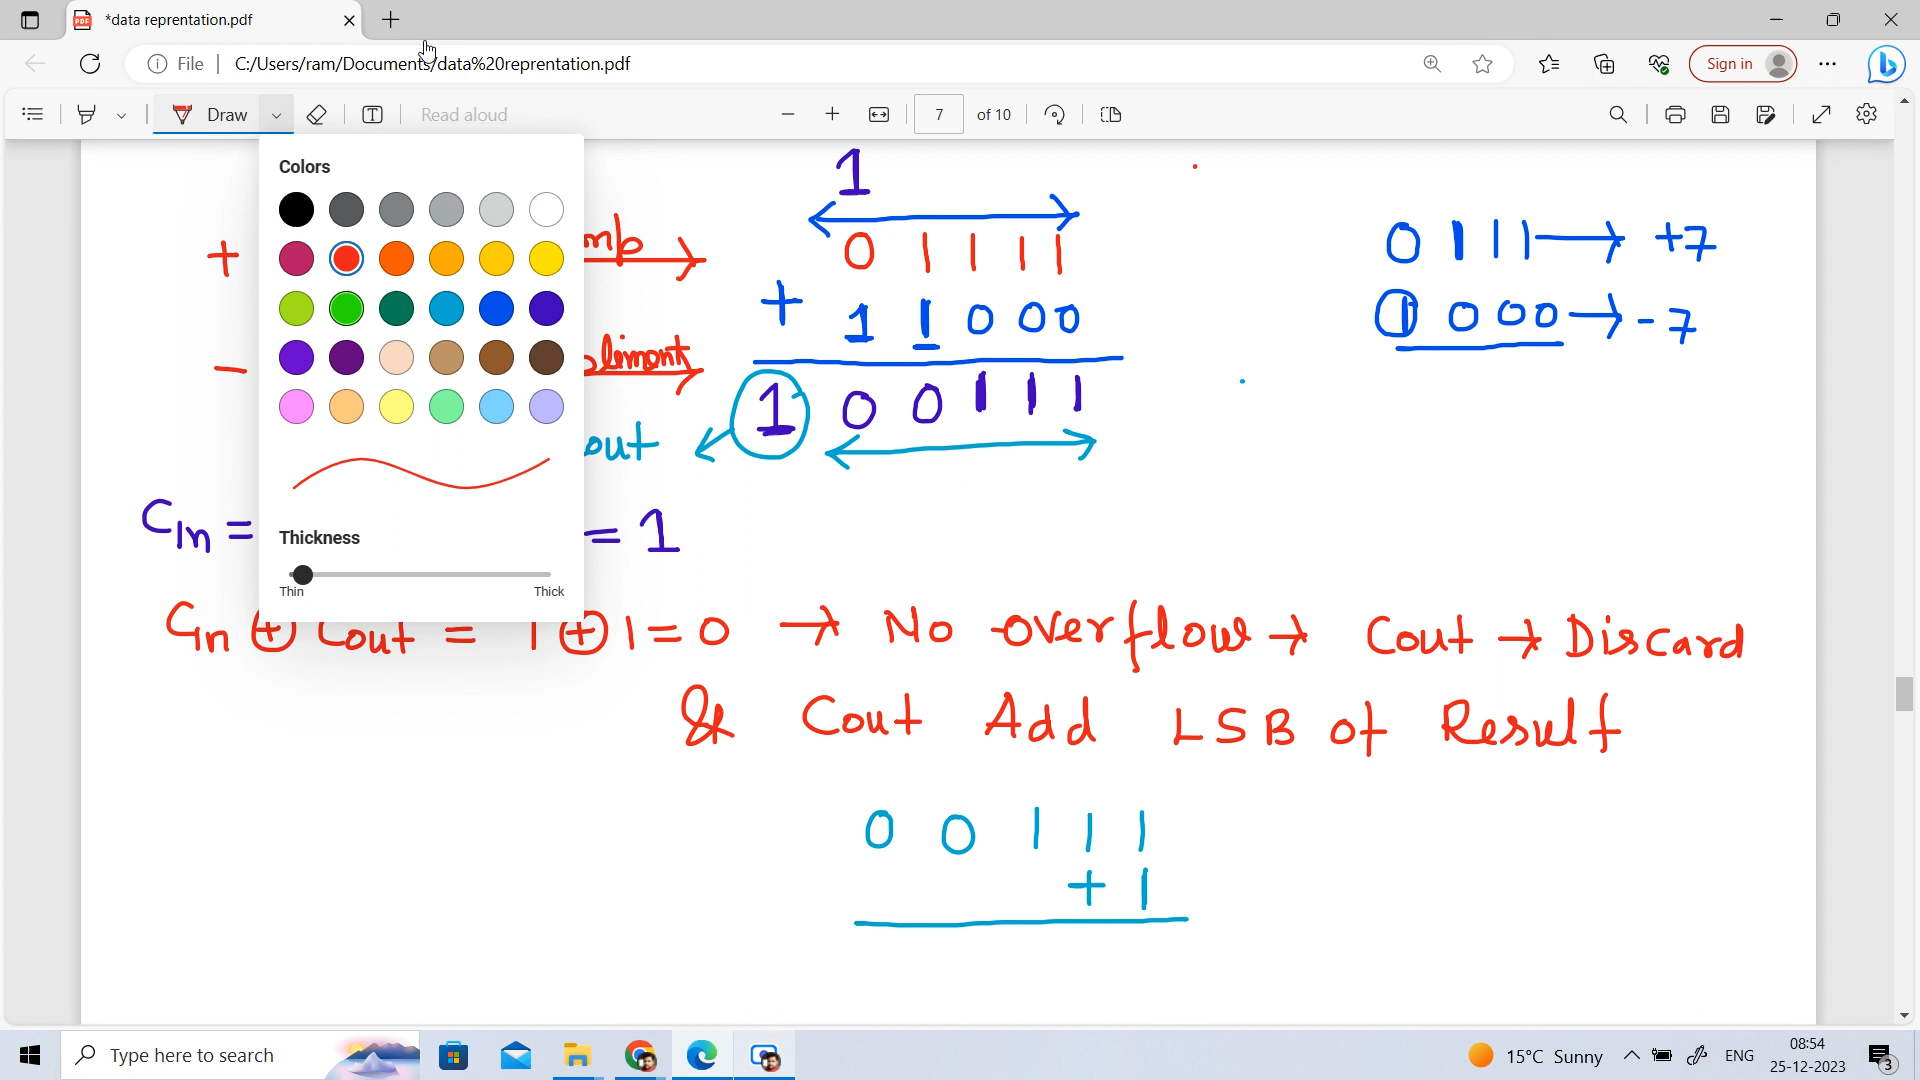 *data reprentation.pdf
File C:/Users/ram/Documents/data%20reprentation.pdf Sign in
Draw Read aloud 7 of 10
Colors
Thickness
Thin Thick
1
+ mb → 0 1 1 1 1
+ 1 1 0 0 0
- →
out ← 1 0 0 1 1 1
0 1 1 1 → +7
1 0 0 0 → -7
Cin = = 1
Cin ⊕ Cout = 1 ⊕ 1 = 0 → No overflow → Cout → Discard
& Cout Add LSB of Result
0 0 1 1 1
+ 1
Type here to search
15°C Sunny ENG 08:54
25-12-2023 3